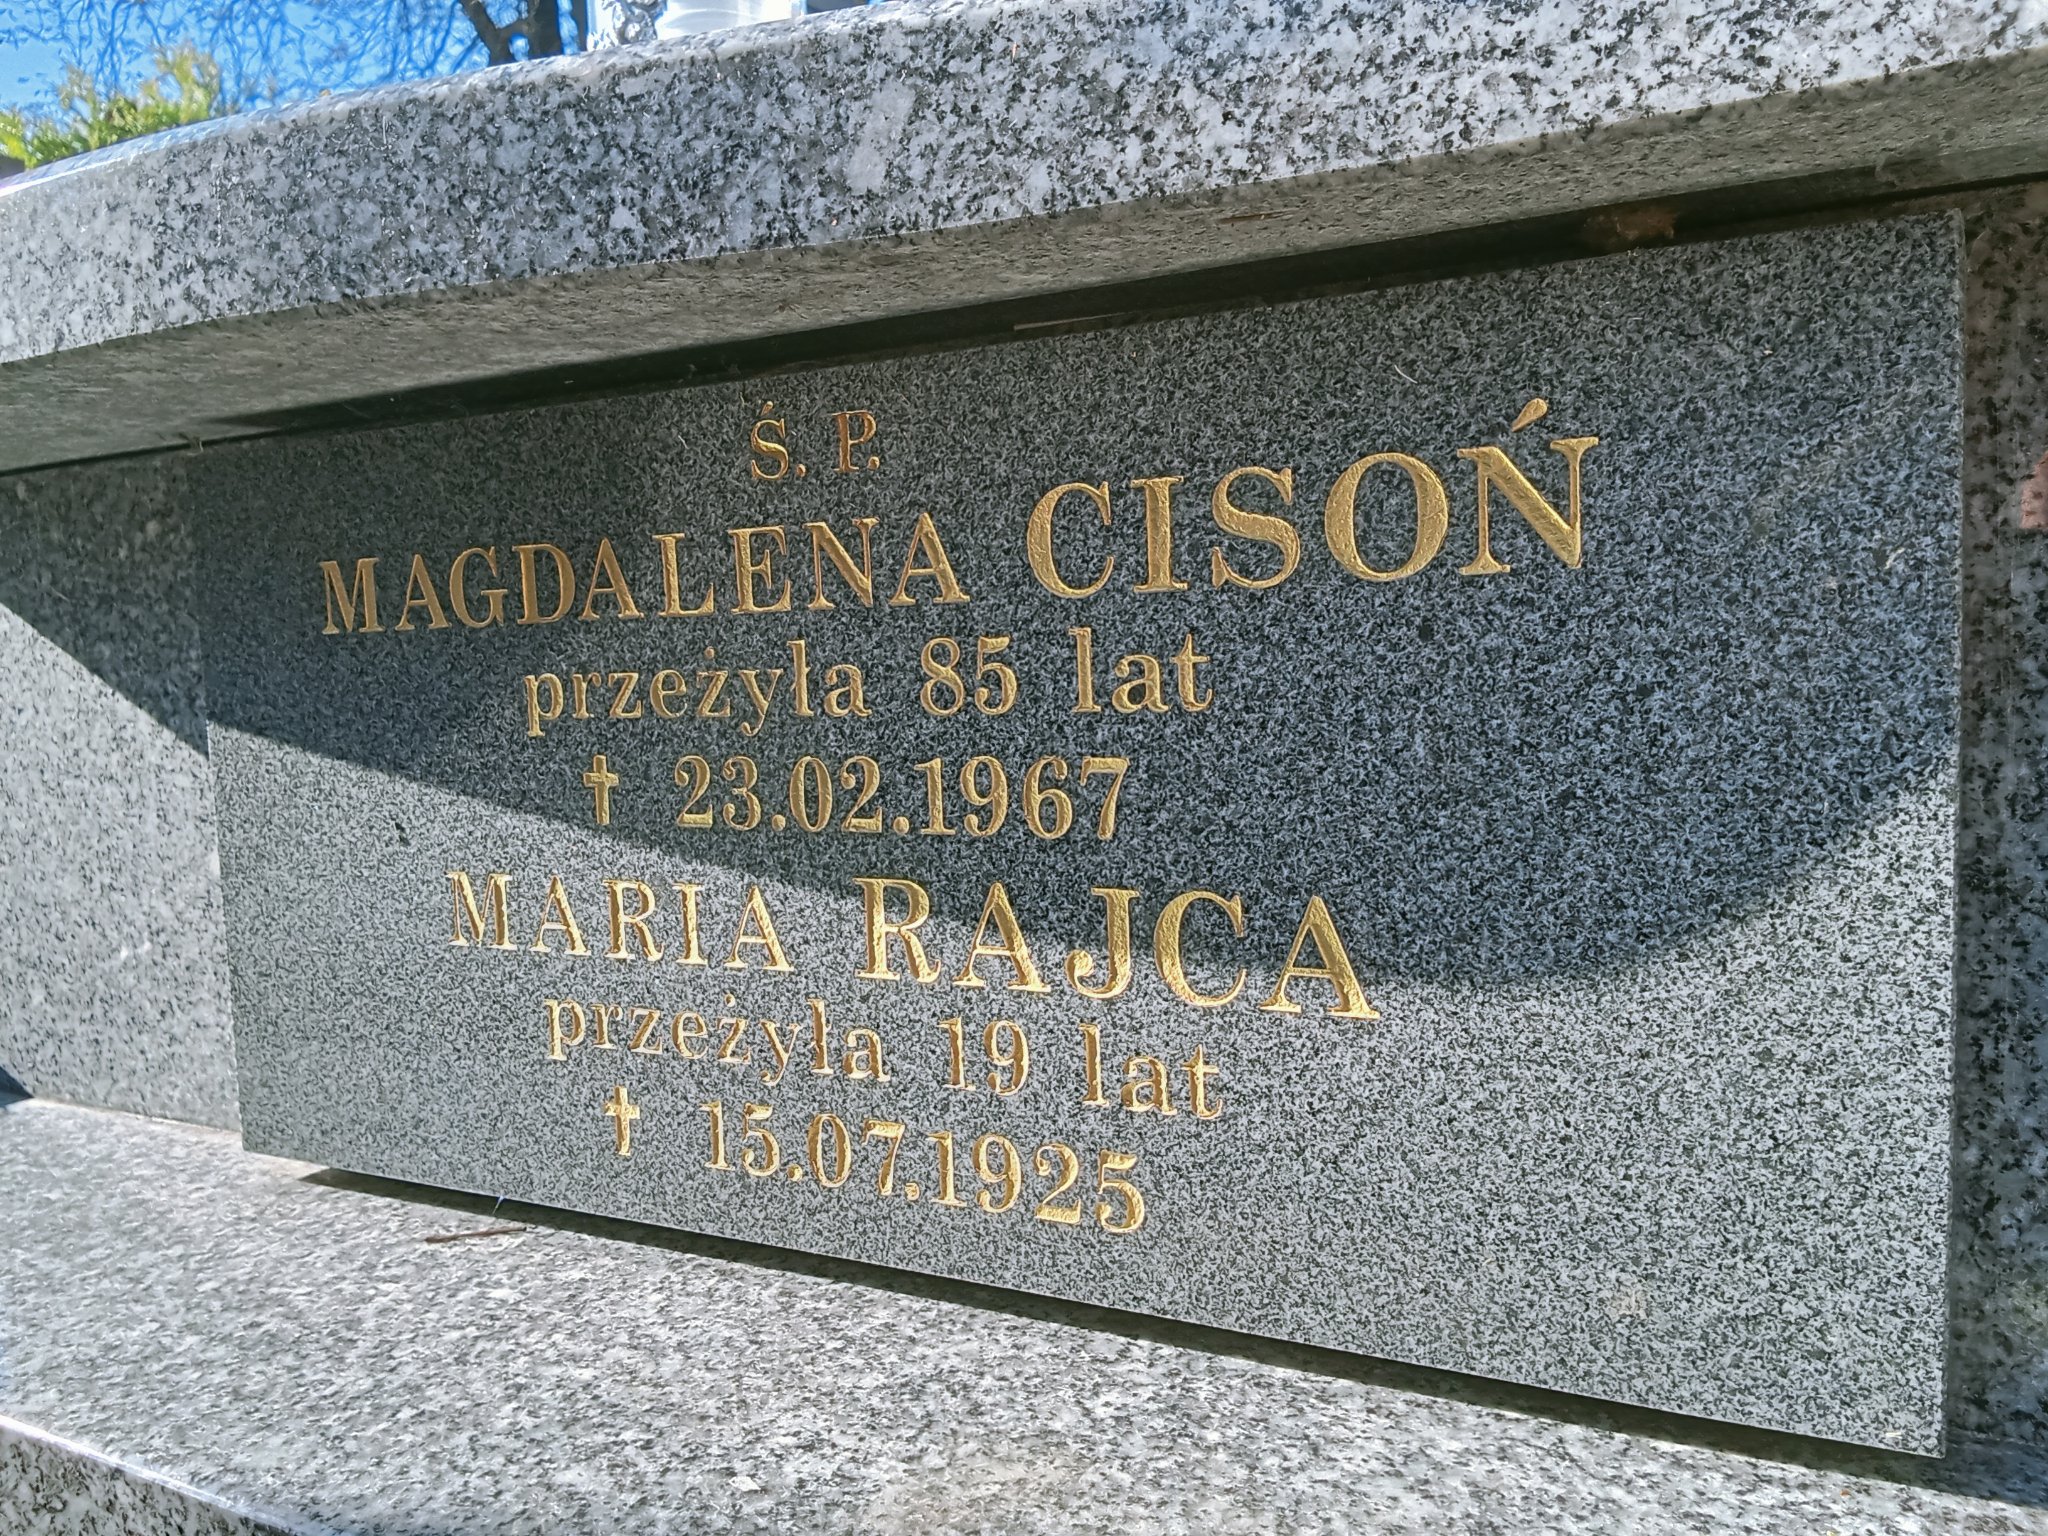 Ś. P.
MAGDALENA CISOŃ
przeżyła 85 lat
† 23.02.1967
MARIA RAJCA
przeżyła 19 lat
† 15.07.1925